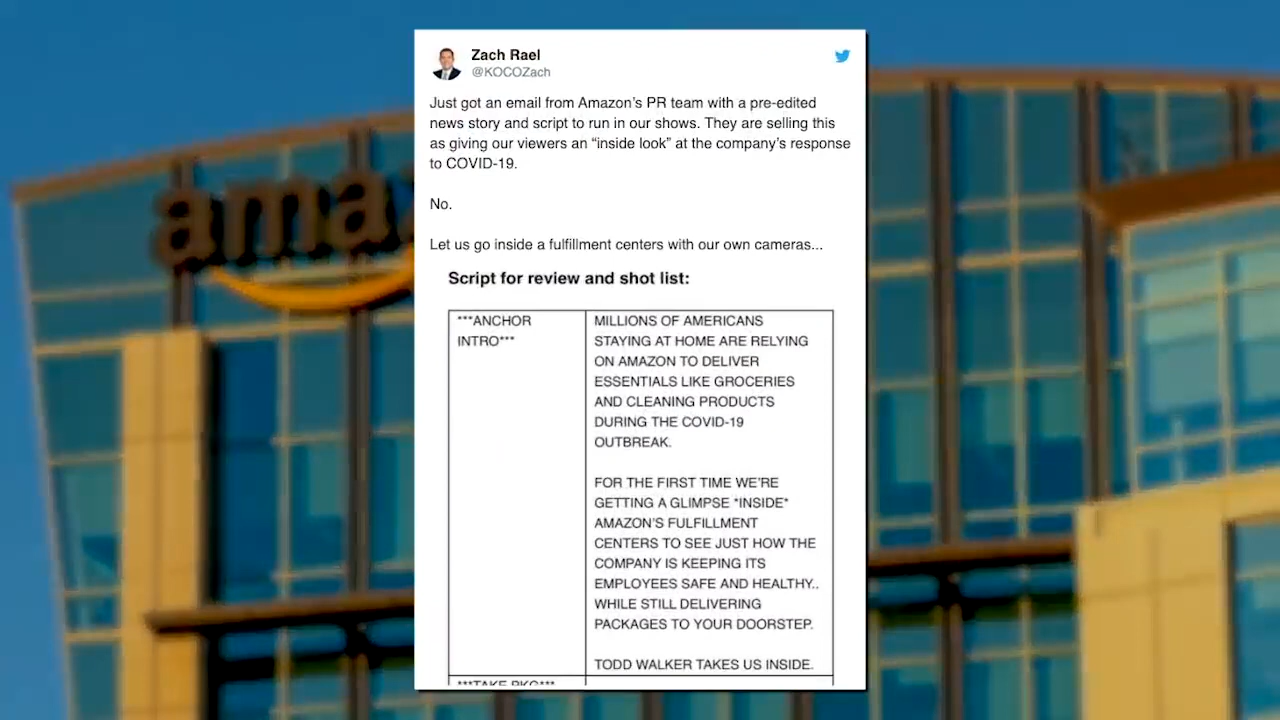 Zach Rael
@KOCOZach
Just got an email from Amazon's PR team with a pre-edited
news story and script to run in our shows. They are selling this
as giving our viewers an “inside look” at the company's response
to COVID-19.
No.
Let us go inside a fulfillment centers with our own cameras...
Script for review and shot list:
***ANCHOR
INTRO***
MILLIONS OF AMERICANS
STAYING AT HOME ARE RELYING
ON AMAZON TO DELIVER
ESSENTIALS LIKE GROCERIES
AND CLEANING PRODUCTS
DURING THE COVID-19
OUTBREAK.
FOR THE FIRST TIME WE'RE
GETTING A GLIMPSE *INSIDE*
AMAZON'S FULFILLMENT
CENTERS TO SEE JUST HOW THE
COMPANY IS KEEPING ITS
EMPLOYEES SAFE AND HEALTHY..
WHILE STILL DELIVERING
PACKAGES TO YOUR DOORSTEP.
TODD WALKER TAKES US INSIDE.
***TAKE PKG***
amaz